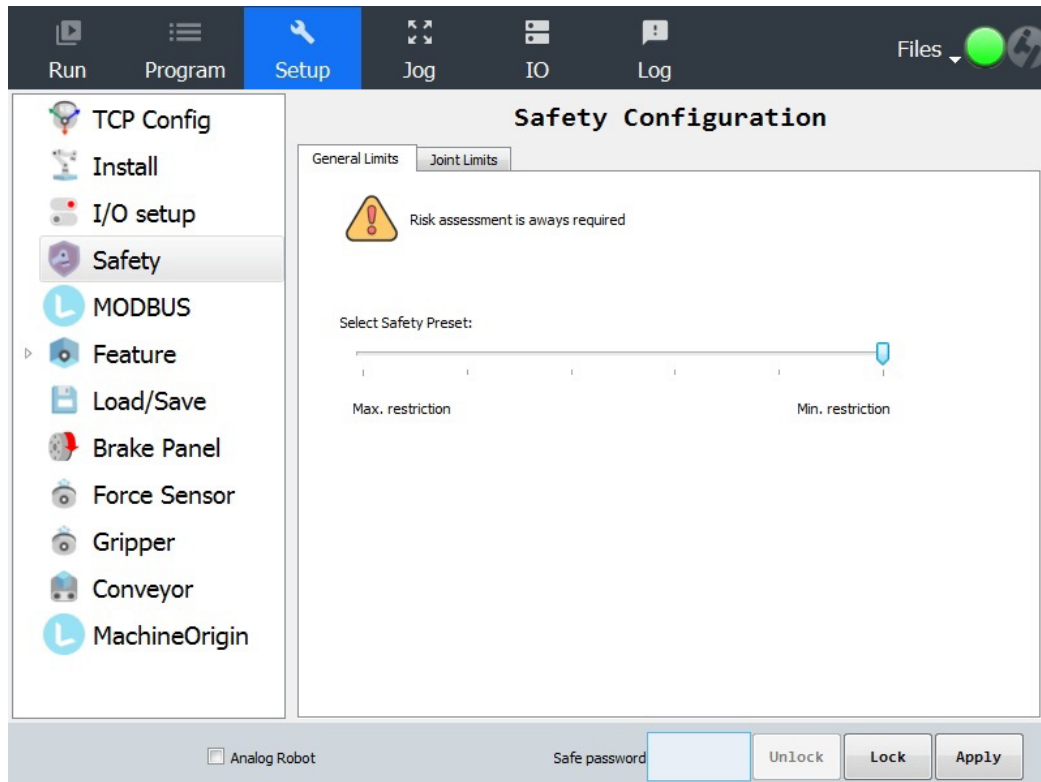 Run Program Setup Jog IO Log Files
Safety Configuration
TCP Config
Install
I/O setup
Safety
MODBUS
Feature
Load/Save
Brake Panel
Force Sensor
Gripper
Conveyor
MachineOrigin
General Limits Joint Limits
Risk assessment is aways required
Select Safety Preset:
Max. restriction Min. restriction
Analog Robot Safe password Unlock Lock Apply